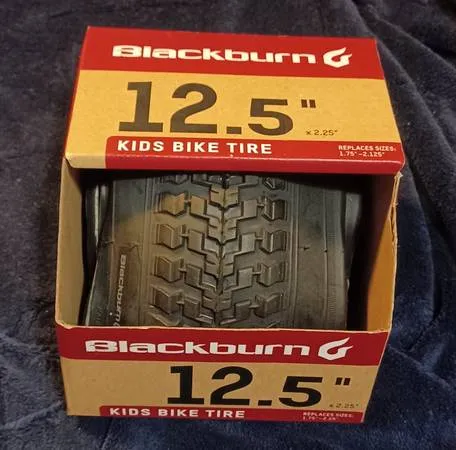 Blackburn
12.5" x 2.25"
KIDS BIKE TIRE
REPLACES SIZES:
1.75"-2.125"
Blackburn
Blackburn
12.5" x 2.25"
KIDS BIKE TIRE
REPLACES SIZES: